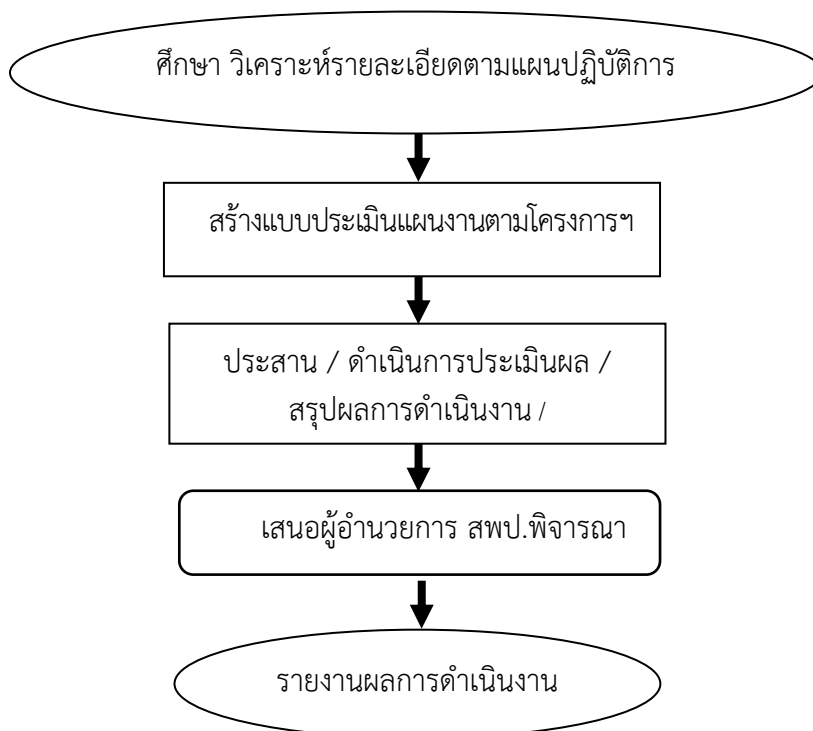 ศึกษา วิเคราะห์รายละเอียดตามแผนปฏิบัติการ
สร้างแบบประเมินแผนงานตามโครงการฯ
ประสาน / ดำเนินการประเมินผล /
สรุปผลการดำเนินงาน /
เสนอผู้อำนวยการ สพป.พิจารณา
รายงานผลการดำเนินงาน